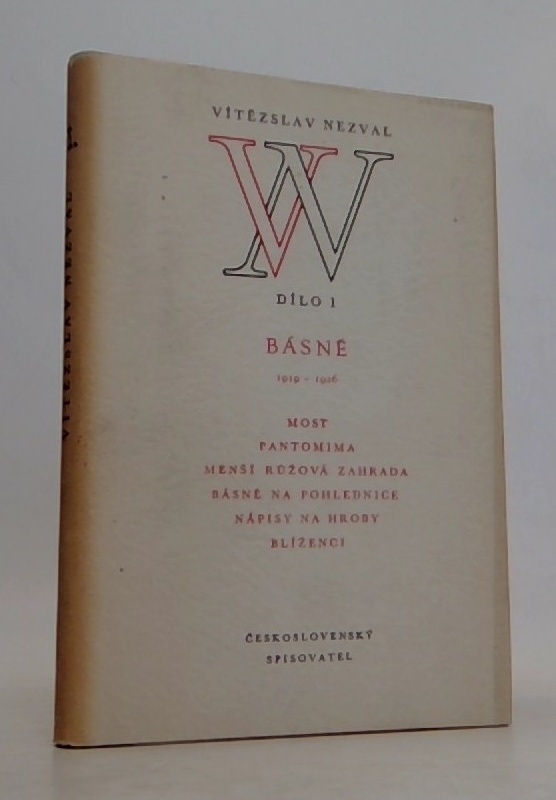 VÍTĚZSLAV NEZVAL
VN
DÍLO 1
BÁSNĚ
1919 – 1926
MOST
PANTOMIMA
MENŠÍ RŮŽOVÁ ZAHRADA
BÁSNĚ NA POHLEDNICE
NÁPISY NA HROBY
BLÍŽENCI
ČESKOSLOVENSKÝ
SPISOVATEL
VÍTĚZSLAV NEZVAL